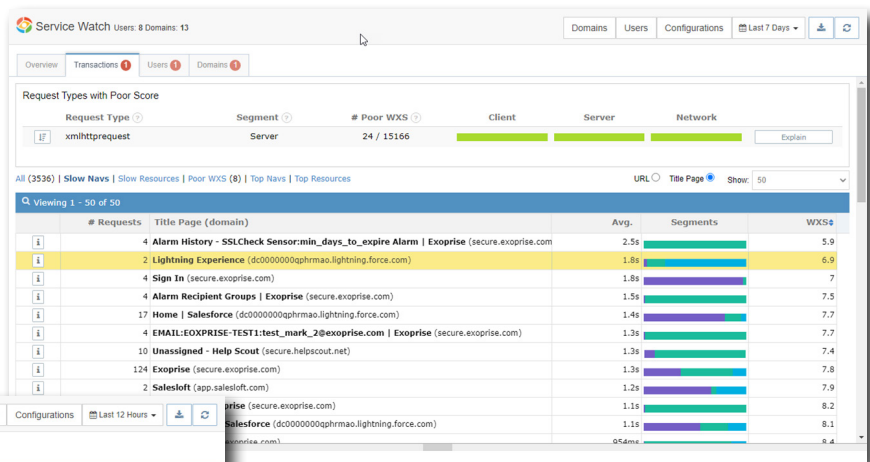 Service Watch Users: 8 Domains: 13
Domains Users Configurations Last 7 Days
Overview Transactions 1 Users 1 Domains 1
Request Types with Poor Score
Request Type ? Segment ? # Poor WXS ? Client Server Network
xmlhttprequest Server 24 / 15166 Explain
All (3536) | Slow Navs | Slow Resources | Poor WXS (8) | Top Navs | Top Resources URL Title Page Show: 50
Viewing 1 - 50 of 50
# Requests Title Page (domain) Avg. Segments WXS
i 4 Alarm History - SSLCheck Sensor:min_days_to_expire Alarm | Exoprise (secure.exoprise.com 2.5s 5.9
i 2 Lightning Experience (dc0000000qphrmao.lightning.force.com) 1.8s 6.9
i 4 Sign In (secure.exoprise.com) 1.8s 7
i 4 Alarm Recipient Groups | Exoprise (secure.exoprise.com) 1.5s 7.5
i 17 Home | Salesforce (dc0000000qphrmao.lightning.force.com) 1.4s 7.7
i 4 EMAIL:EOXPRISE-TEST1:test_mark_2@exoprise.com | Exoprise (secure.exoprise.com) 1.3s 7.7
i 10 Unassigned - Help Scout (secure.helpscout.net) 1.3s 7.4
i 124 Exoprise (secure.exoprise.com) 1.3s 7.8
i 2 Salesloft (app.salesloft.com) 1.2s 7.9
prise (secure.exoprise.com) 1.1s 8.2
Configurations Last 12 Hours
Salesforce (dc0000000qphrmao.lightning.force.com) 1.1s 8.1
exoprise.com) 954ms 8.4